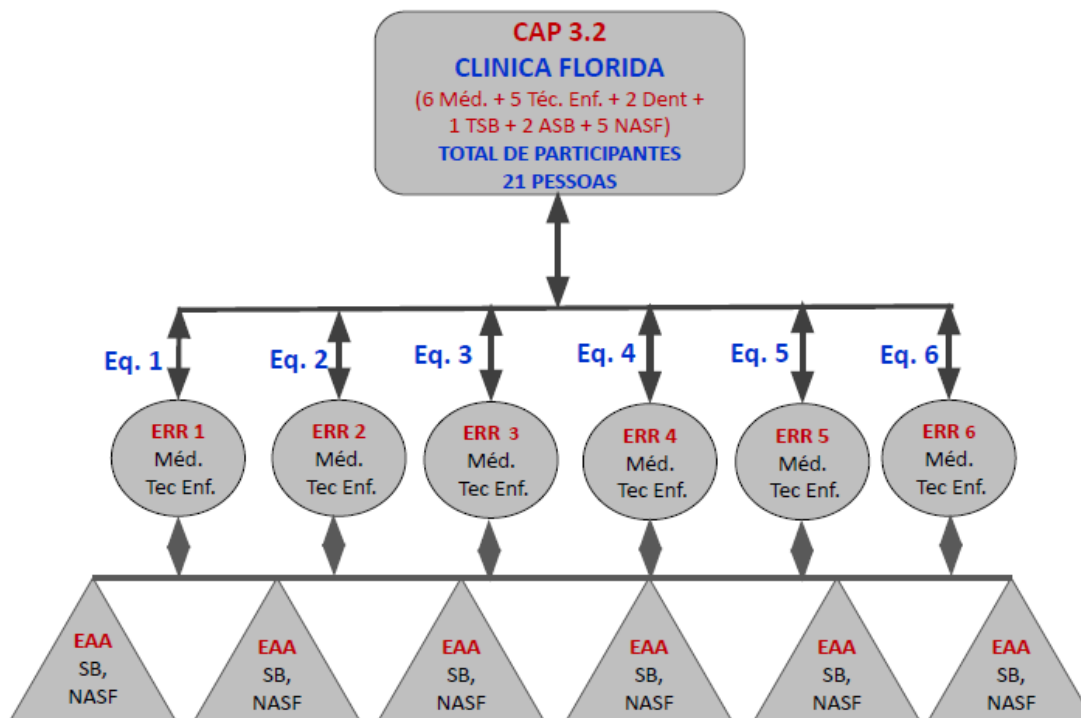 CAP 3.2
CLINICA FLORIDA
(6 Méd. + 5 Téc. Enf. + 2 Dent +
1 TSB + 2 ASB + 5 NASF)
TOTAL DE PARTICIPANTES
21 PESSOAS
Eq. 1
Eq. 2
Eq. 3
Eq. 4
Eq. 5
Eq. 6
ERR 1
Méd.
Tec Enf.
ERR 2
Méd.
Tec Enf.
ERR 3
Méd.
Tec Enf.
ERR 4
Méd.
Tec Enf.
ERR 5
Méd.
Tec Enf.
ERR 6
Méd.
Tec Enf.
EAA
SB,
NASF
EAA
SB,
NASF
EAA
SB,
NASF
EAA
SB,
NASF
EAA
SB,
NASF
EAA
SB,
NASF